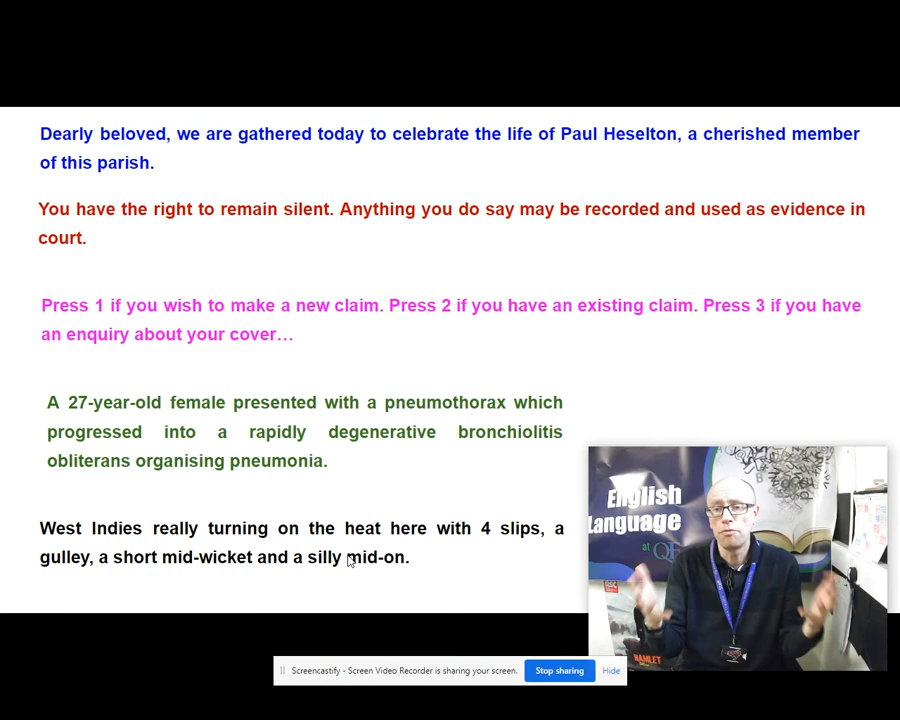 Dearly beloved, we are gathered today to celebrate the life of Paul Heselton, a cherished member
of this parish.
You have the right to remain silent. Anything you do say may be recorded and used as evidence in
court.
Press 1 if you wish to make a new claim. Press 2 if you have an existing claim. Press 3 if you have
an enquiry about your cover…
A 27-year-old female presented with a pneumothorax which
progressed into a rapidly degenerative bronchiolitis
obliterans organising pneumonia.
West Indies really turning on the heat here with 4 slips, a
gulley, a short mid-wicket and a silly mid-on.
English
Language
at QE
HAMLET
Screencastify - Screen Video Recorder is sharing your screen.
Stop sharing
Hide